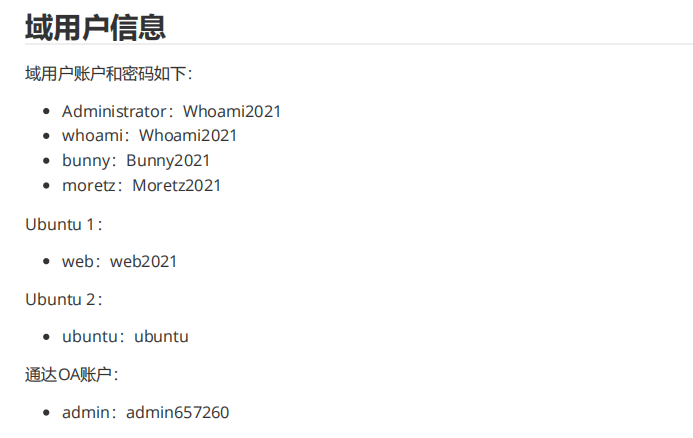 域用户信息
域用户账户和密码如下：
Administrator：Whoami2021
whoami：Whoami2021
bunny：Bunny2021
moretz：Moretz2021
Ubuntu 1：
web：web2021
Ubuntu 2：
ubuntu：ubuntu
通达OA账户：
admin：admin657260